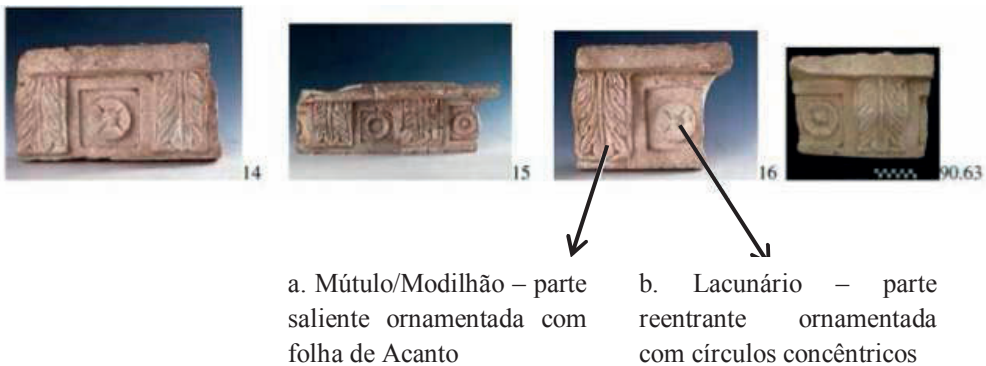 14
15
16
90.63
a. Mútulo/Modilhão – parte
saliente ornamentada com
folha de Acanto
b. Lacunário – parte
reentrante ornamentada
com círculos concêntricos